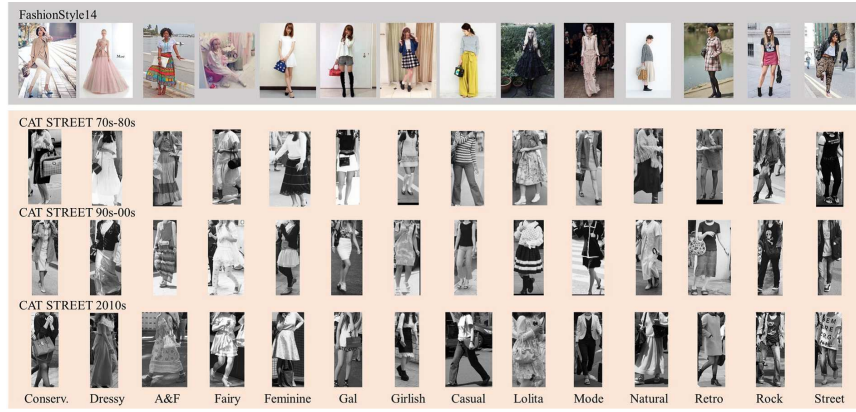 FashionStyle14
CAT STREET 70s-80s
CAT STREET 90s-00s
CAT STREET 2010s
Conserv. Dressy A&F Fairy Feminine Gal Girlish Casual Lolita Mode Natural Retro Rock Street